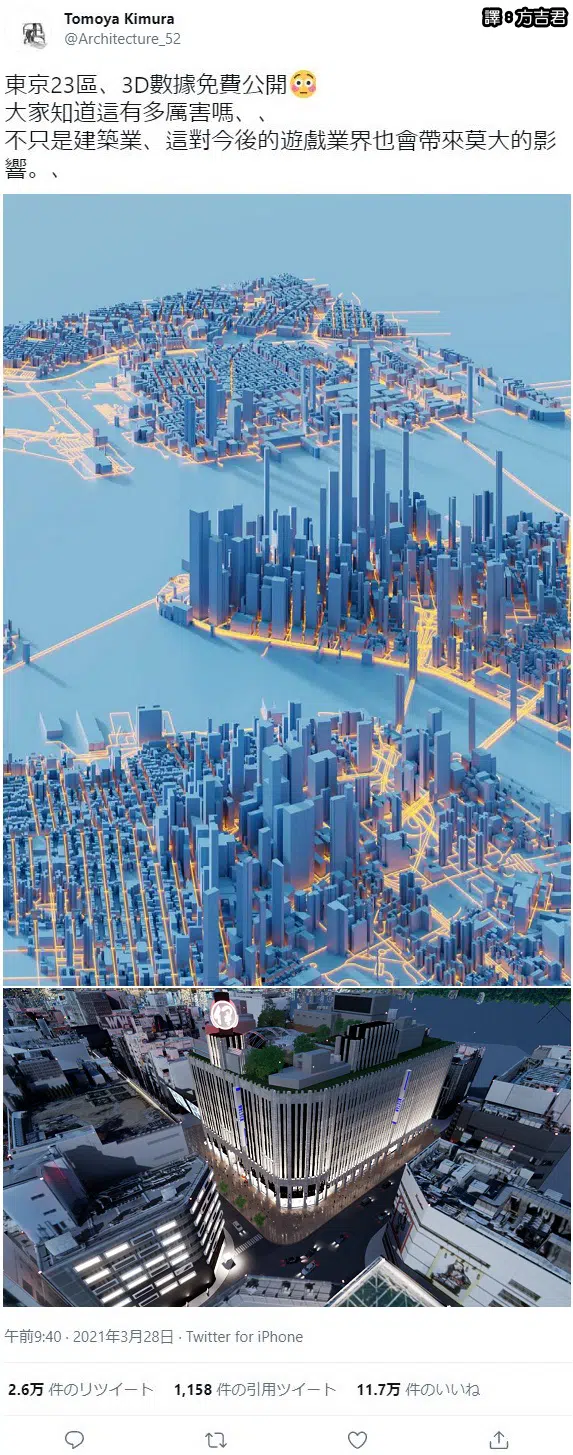 Tomoya Kimura
@Architecture_52
譯8方吉君
東京23區、3D數據免費公開😳
大家知道這有多厲害嗎、、
不只是建築業、這對今後的遊戲業界也會帶來莫大的影
響。、
午前9:40 · 2021年3月28日 · Twitter for iPhone
2.6万 件のリツイート 1,158 件の引用ツイート 11.7万 件のいいね